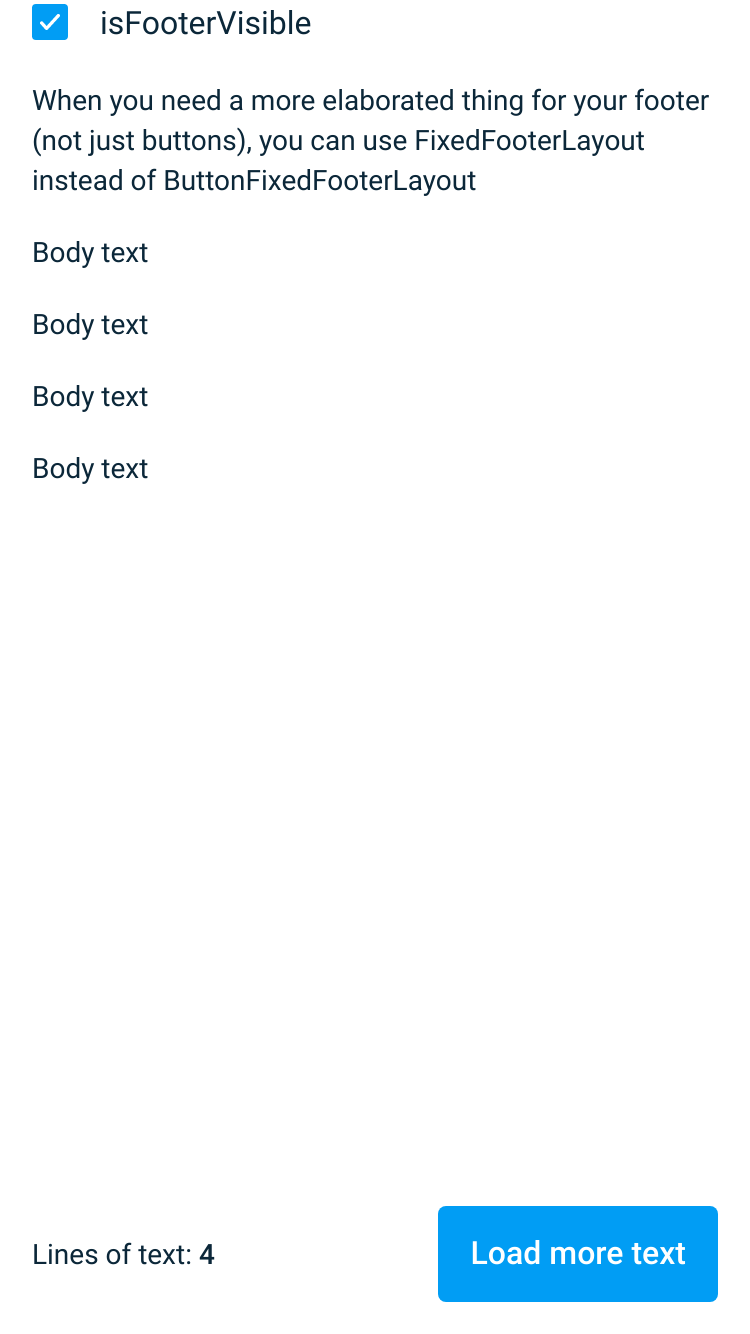 isFooterVisible
When you need a more elaborated thing for your footer
(not just buttons), you can use FixedFooterLayout
instead of ButtonFixedFooterLayout
Body text
Body text
Body text
Body text
Lines of text: 4
Load more text